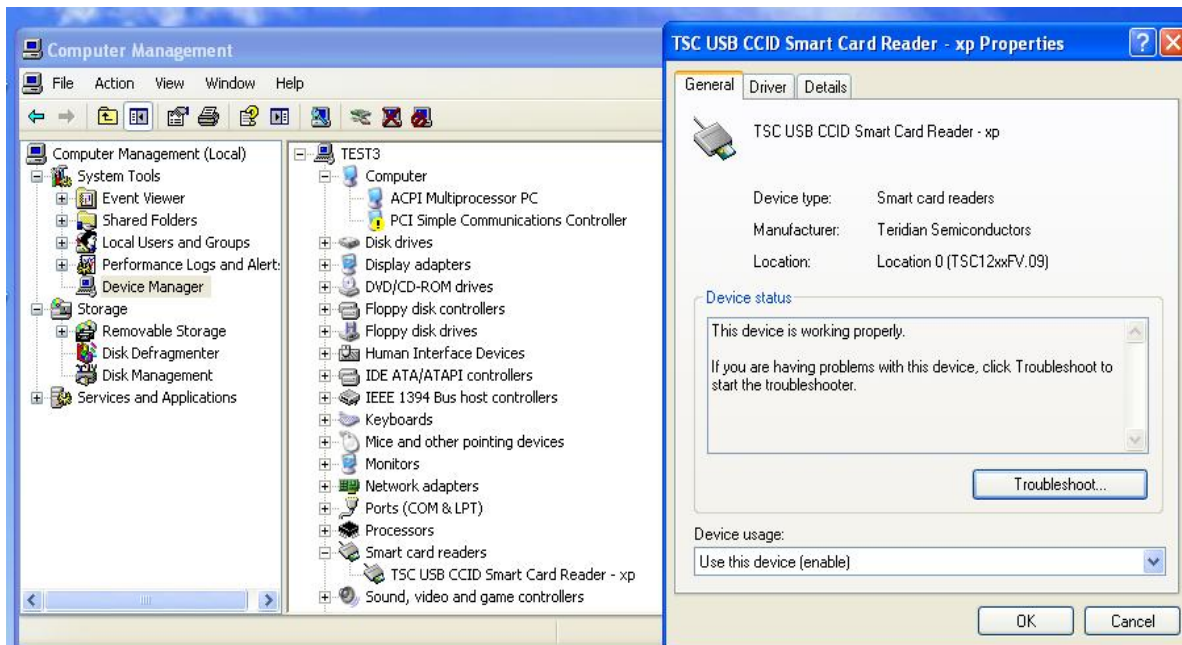 Computer Management
File Action View Window Help
Computer Management (Local)
System Tools
Event Viewer
Shared Folders
Local Users and Groups
Performance Logs and Alert:
Device Manager
Storage
Removable Storage
Disk Defragmenter
Disk Management
Services and Applications
TEST3
Computer
ACPI Multiprocessor PC
PCI Simple Communications Controller
Disk drives
Display adapters
DVD/CD-ROM drives
Floppy disk controllers
Floppy disk drives
Human Interface Devices
IDE ATA/ATAPI controllers
IEEE 1394 Bus host controllers
Keyboards
Mice and other pointing devices
Monitors
Network adapters
Ports (COM & LPT)
Processors
Smart card readers
TSC USB CCID Smart Card Reader - xp
Sound, video and game controllers
TSC USB CCID Smart Card Reader - xp Properties
General Driver Details
TSC USB CCID Smart Card Reader - xp
Device type: Smart card readers
Manufacturer: Teridian Semiconductors
Location: Location 0 (TSC12xxFV.09)
Device status
This device is working properly.
If you are having problems with this device, click Troubleshoot to
start the troubleshooter.
Troubleshoot...
Device usage:
Use this device (enable)
OK Cancel